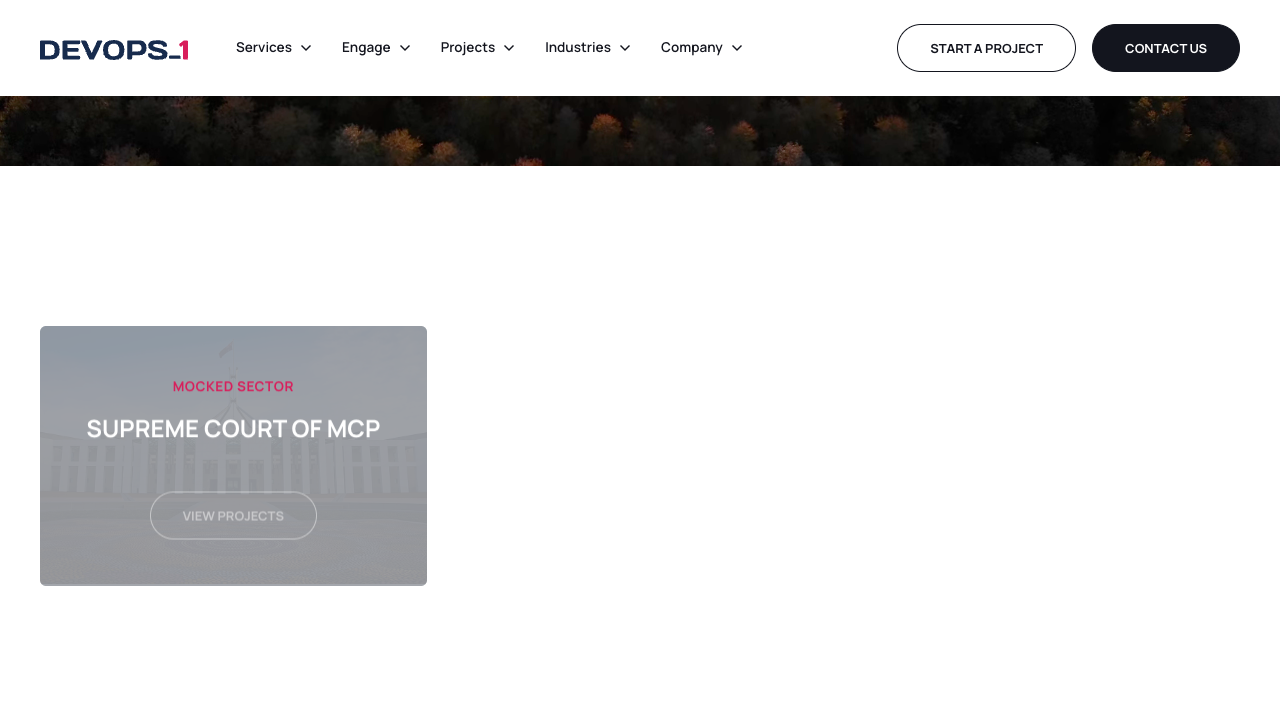 DEVOPS_1
Services
Engage
Projects
Industries
Company
START A PROJECT
CONTACT US
MOCKED SECTOR
SUPREME COURT OF MCP
VIEW PROJECTS